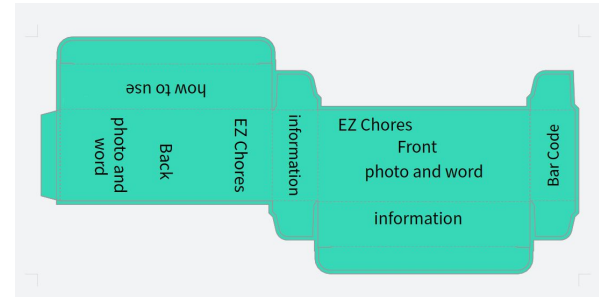 how to use
EZ Chores
Back
photo and
word
information
EZ Chores
Front
photo and word
information
Bar Code